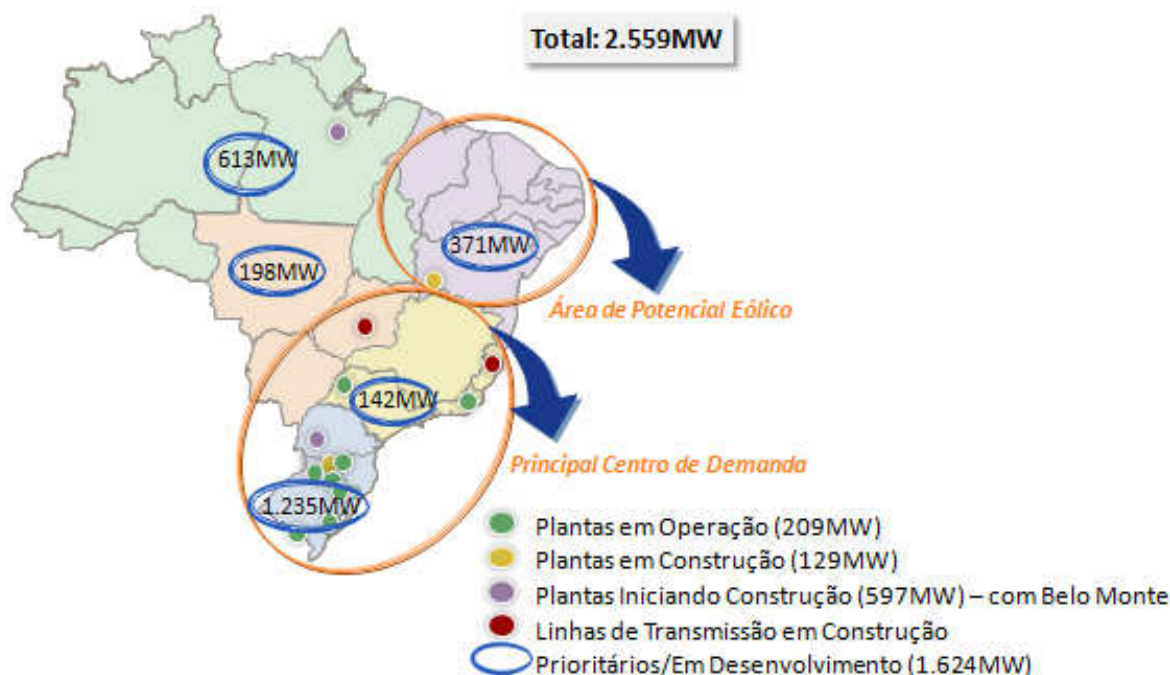 Total: 2.559MW
613MW
371MW
198MW
Área de Potencial Eólico
142MW
Principal Centro de Demanda
1.235MW
Plantas em Operação (209MW)
Plantas em Construção (129MW)
Plantas Iniciando Construção (597MW) – com Belo Monte
Linhas de Transmissão em Construção
Prioritários/Em Desenvolvimento (1.624MW)